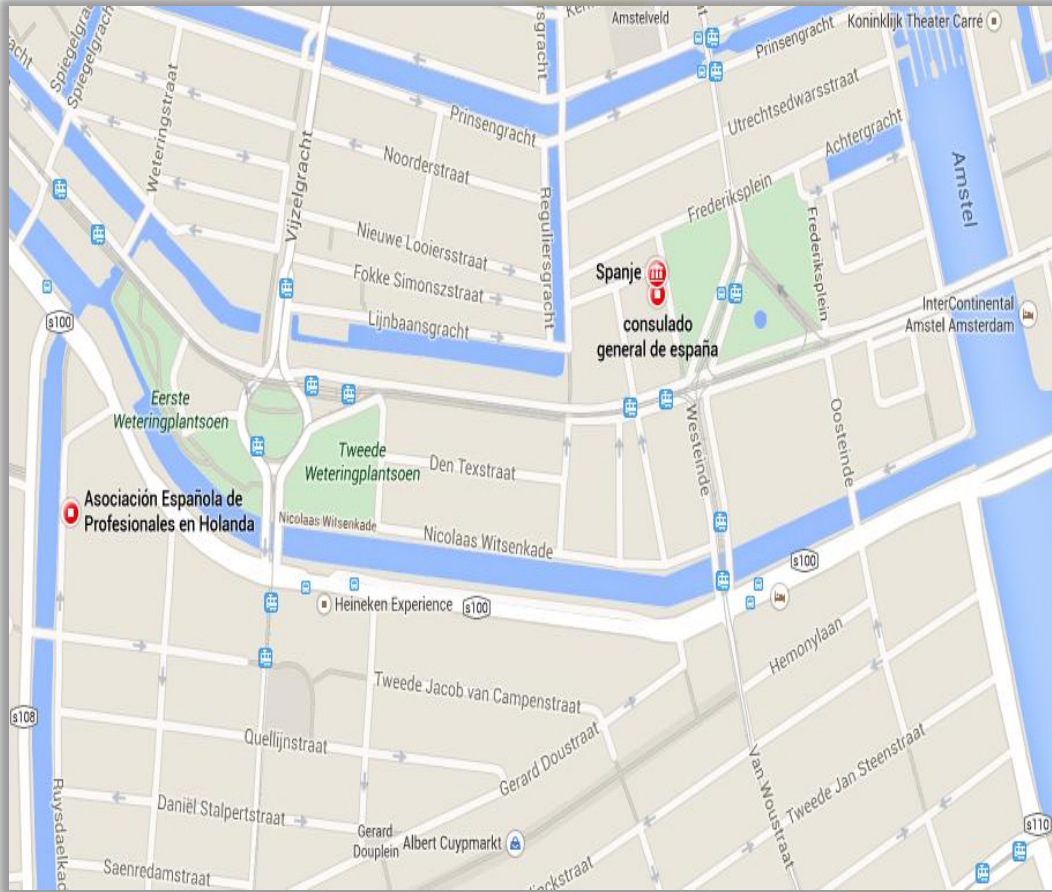 Amstelveld
Koninklijk Theater Carré
Spiegelgracht
Spiegelgracht
Prinsengracht
Weteringstraat
Vijzelgracht
Prinsengracht
Utrechtsedwarsstraat
Achtergracht
Noorderstraat
Reguliersgracht
Frederiksplein
Amstel
Nieuwe Looiersstraat
Frederiksplein
Fokke Simonszstraat
Spanje
Lijnbaansgracht
consulado
general de españa
InterContinental
Amstel Amsterdam
s100
Eerste
Weteringplantsoen
Tweede
Weteringplantsoen
Den Texstraat
Westeinde
Oosteinde
Asociación Española de
Profesionales en Holanda
Nicolaas Witsenkade
Nicolaas Witsenkade
s100
Heineken Experience
s100
Hemonylaan
Tweede Jacob van Campenstraat
s108
Quellijnstraat
Gerard Doustraat
Van Woustraat
Tweede Jan Steenstraat
Daniël Stalpertstraat
Gerard
Douplein
Albert Cuypmarkt
s110
Saenredamstraat